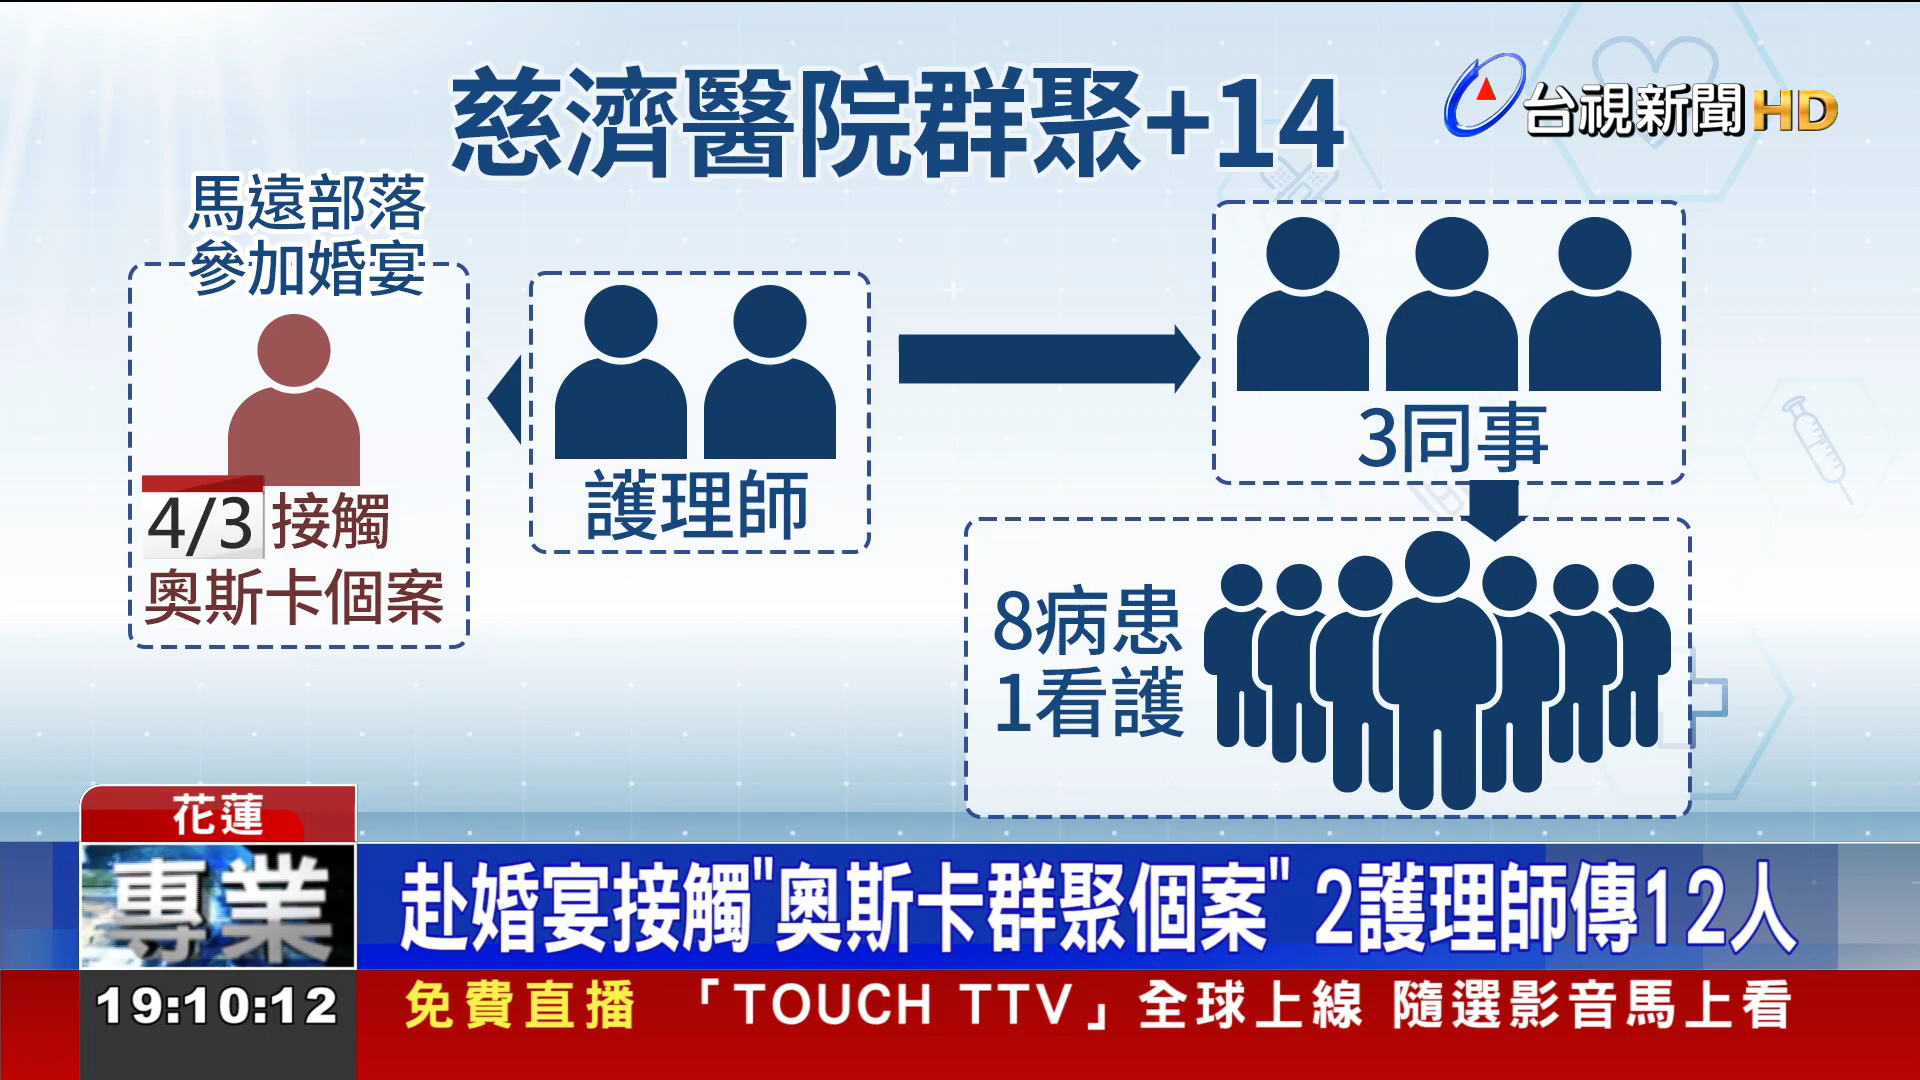 慈濟醫院群聚+14
台視新聞HD
馬遠部落
參加婚宴
4/3 接觸
奧斯卡個案
護理師
3同事
8病患
1看護
花蓮
專業
赴婚宴接觸"奧斯卡群聚個案" 2護理師傳12人
19:10:12
免費直播 「TOUCH TTV」全球上線 隨選影音馬上看